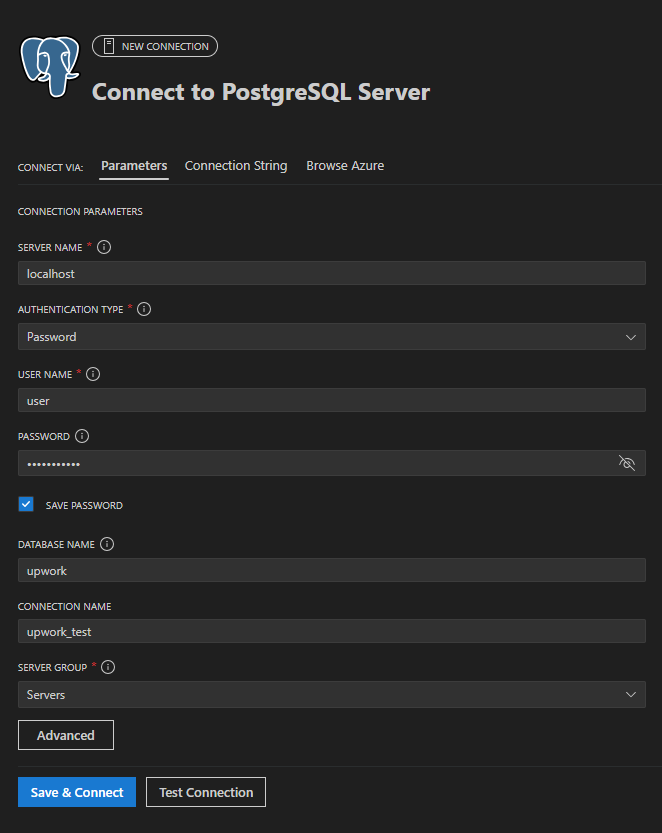 NEW CONNECTION
Connect to PostgreSQL Server
CONNECT VIA: Parameters Connection String Browse Azure
CONNECTION PARAMETERS
SERVER NAME *
localhost
AUTHENTICATION TYPE *
Password
USER NAME *
user
PASSWORD
•••••••••••
SAVE PASSWORD
DATABASE NAME
upwork
CONNECTION NAME
upwork_test
SERVER GROUP *
Servers
Advanced
Save & Connect Test Connection